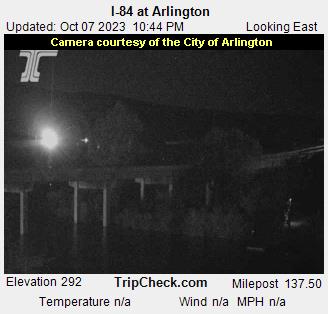 I-84 at Arlington
Updated: Oct 07 2023 10:44 PM Looking East
Camera courtesy of the City of Arlington
Elevation 292 TripCheck.com Milepost 137.50
Temperature n/a Wind n/a MPH n/a